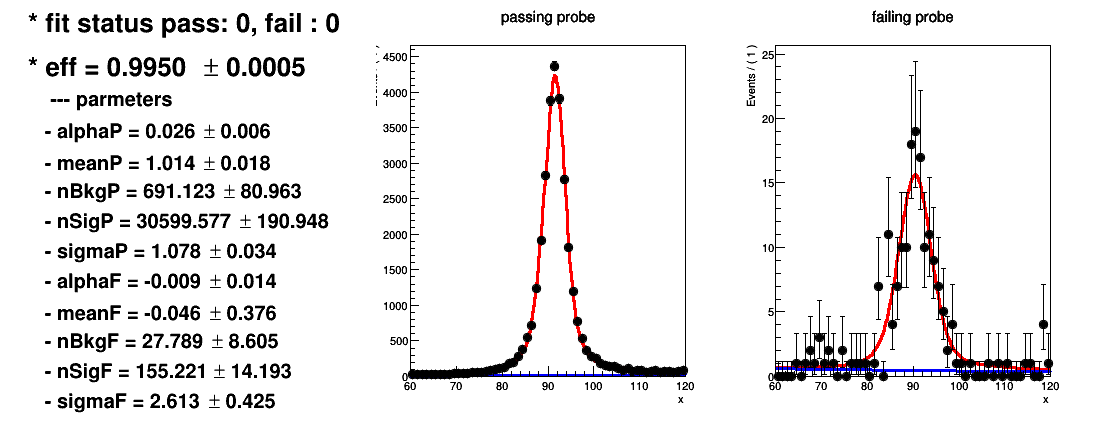 * fit status pass: 0, fail : 0
* eff = 0.9950 ± 0.0005
--- parmeters
- alphaP = 0.026 ± 0.006
- meanP = 1.014 ± 0.018
- nBkgP = 691.123 ± 80.963
- nSigP = 30599.577 ± 190.948
- sigmaP = 1.078 ± 0.034
- alphaF = -0.009 ± 0.014
- meanF = -0.046 ± 0.376
- nBkgF = 27.789 ± 8.605
- nSigF = 155.221 ± 14.193
- sigmaF = 2.613 ± 0.425
passing probe
4500
4000
3500
3000
2500
2000
1500
1000
500
0
60 70 80 90 100 110 120
x
failing probe
Events / ( 1 )
25
20
15
10
5
0
60 70 80 90 100 110 120
x